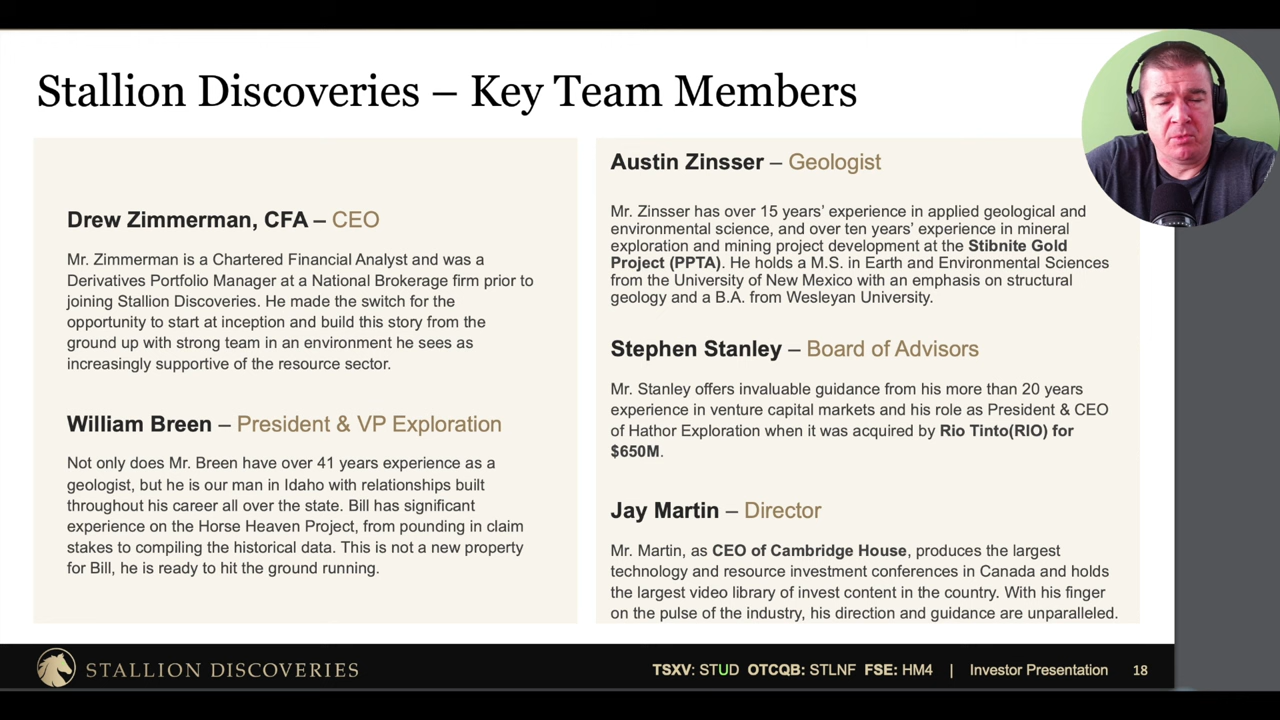 Stallion Discoveries – Key Team Members
Drew Zimmerman, CFA – CEO
Mr. Zimmerman is a Chartered Financial Analyst and was a
Derivatives Portfolio Manager at a National Brokerage firm prior to
joining Stallion Discoveries. He made the switch for the
opportunity to start at inception and build this story from the
ground up with strong team in an environment he sees as
increasingly supportive of the resource sector.
William Breen – President & VP Exploration
Not only does Mr. Breen have over 41 years experience as a
geologist, but he is our man in Idaho with relationships built
throughout his career all over the state. Bill has significant
experience on the Horse Heaven Project, from pounding in claim
stakes to compiling the historical data. This is not a new property
for Bill, he is ready to hit the ground running.
Austin Zinsser – Geologist
Mr. Zinsser has over 15 years’ experience in applied geological and
environmental science, and over ten years’ experience in mineral
exploration and mining project development at the Stibnite Gold
Project (PPTA). He holds a M.S. in Earth and Environmental Sciences
from the University of New Mexico with an emphasis on structural
geology and a B.A. from Wesleyan University.
Stephen Stanley – Board of Advisors
Mr. Stanley offers invaluable guidance from his more than 20 years
experience in venture capital markets and his role as President & CEO
of Hathor Exploration when it was acquired by Rio Tinto(RIO) for
$650M.
Jay Martin – Director
Mr. Martin, as CEO of Cambridge House, produces the largest
technology and resource investment conferences in Canada and holds
the largest video library of invest content in the country. With his finger
on the pulse of the industry, his direction and guidance are unparalleled.
STALLION DISCOVERIES
TSXV: STUD OTCQB: STLNF FSE: HM4 | Investor Presentation 18